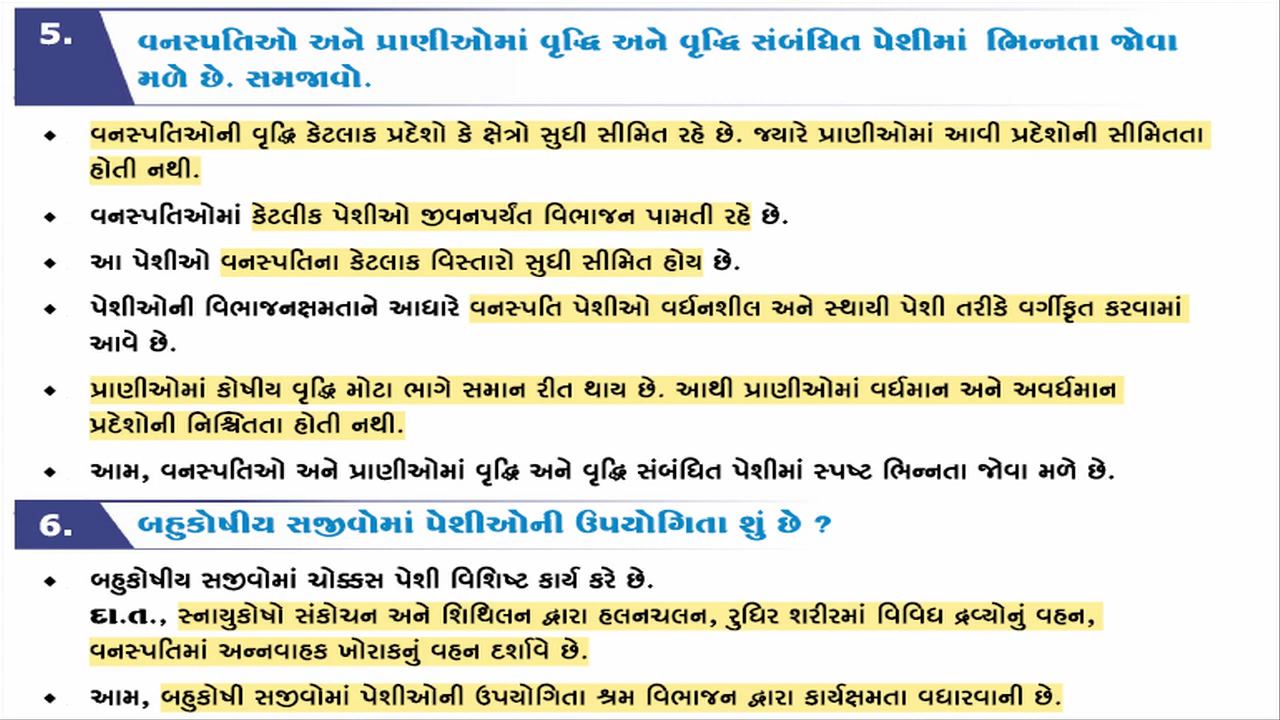 5.
વનસ્પતિઓ અને પ્રાણીઓમાં વૃદ્ધિ અને વૃદ્ધિ સંબંધિત પેશીમાં ભિન્નતા જોવા
મળે છે. સમજાવો.
◆ વનસ્પતિઓની વૃદ્ધિ કેટલાક પ્રદેશો કે ક્ષેત્રો સુધી સીમિત રહે છે. જ્યારે પ્રાણીઓમાં આવી પ્રદેશોની સીમિતતા
હોતી નથી.
◆ વનસ્પતિઓમાં કેટલીક પેશીઓ જીવનપર્યંત વિભાજન પામતી રહે છે.
◆ આ પેશીઓ વનસ્પતિના કેટલાક વિસ્તારો સુધી સીમિત હોય છે.
◆ પેશીઓની વિભાજનક્ષમતાને આધારે વનસ્પતિ પેશીઓ વર્ધનશીલ અને સ્થાયી પેશી તરીકે વર્ગીકૃત કરવામાં
આવે છે.
◆ પ્રાણીઓમાં કોષીય વૃદ્ધિ મોટા ભાગે સમાન રીત થાય છે. આથી પ્રાણીઓમાં વર્ધમાન અને અવર્ધમાન
પ્રદેશોની નિશ્ચિતતા હોતી નથી.
◆ આમ, વનસ્પતિઓ અને પ્રાણીઓમાં વૃદ્ધિ અને વૃદ્ધિ સંબંધિત પેશીમાં સ્પષ્ટ ભિન્નતા જોવા મળે છે.
6. બહુકોષીય સજીવોમાં પેશીઓની ઉપયોગિતા શું છે ?
◆ બહુકોષીય સજીવોમાં ચોક્કસ પેશી વિશિષ્ટ કાર્ય કરે છે.
દા.ત., સ્નાયુકોષો સંકોચન અને શિથિલન દ્વારા હલનચલન, રુધિર શરીરમાં વિવિધ દ્રવ્યોનું વહન,
વનસ્પતિમાં અન્નવાહક ખોરાકનું વહન દર્શાવે છે.
◆ આમ, બહુકોષી સજીવોમાં પેશીઓની ઉપયોગિતા શ્રમ વિભાજન દ્વારા કાર્યક્ષમતા વધારવાની છે.